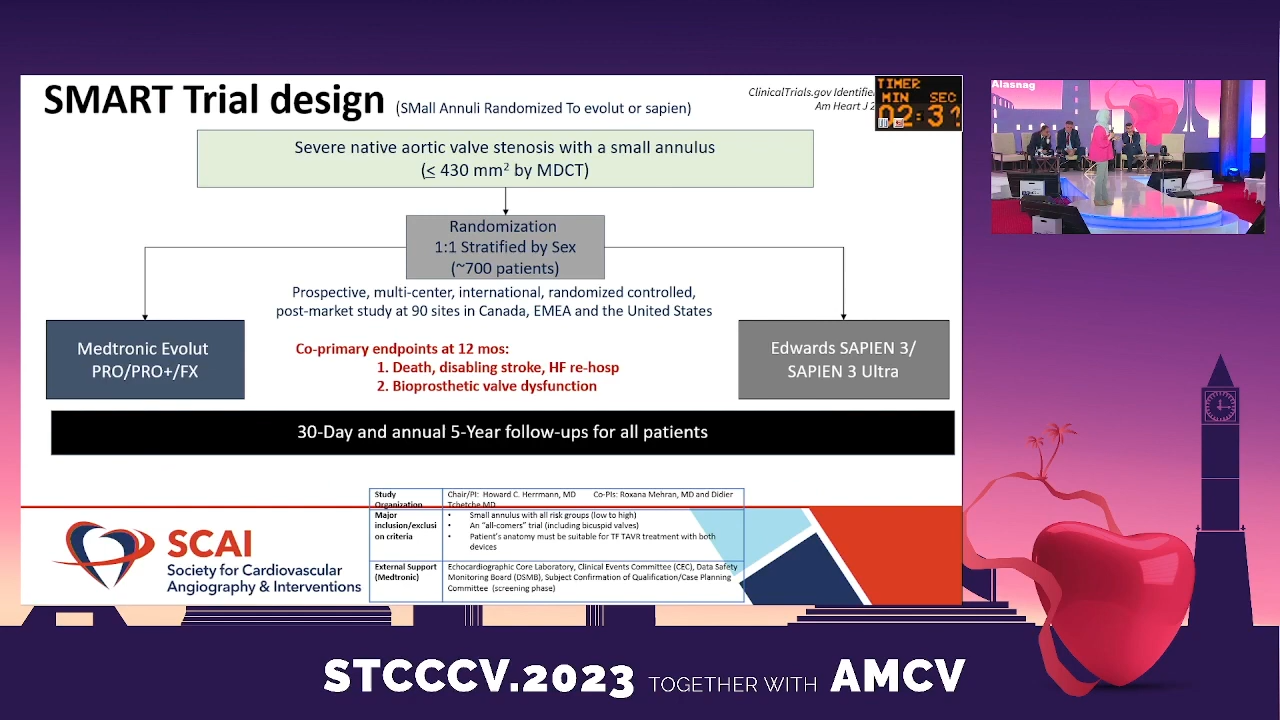 SMART Trial design (SMall Annuli Randomized To evolut or sapien)
ClinicalTrials.gov Identifier
Am Heart J
TIMER
MIN SEC
Alasnag
Severe native aortic valve stenosis with a small annulus
(≤ 430 mm² by MDCT)
Randomization
1:1 Stratified by Sex
(~700 patients)
Prospective, multi-center, international, randomized controlled,
post-market study at 90 sites in Canada, EMEA and the United States
Medtronic Evolut
PRO/PRO+/FX
Co-primary endpoints at 12 mos:
1. Death, disabling stroke, HF re-hosp
2. Bioprosthetic valve dysfunction
Edwards SAPIEN 3/
SAPIEN 3 Ultra
30-Day and annual 5-Year follow-ups for all patients
Study
Organization
Chair/PI: Howard C. Herrmann, MD Co-PIs: Roxana Mehran, MD and Didier
Tchetche MD
Major
inclusion/exclusi
on criteria
• Small annulus with all risk groups (low to high)
• An “all-comers” trial (including bicuspid valves)
• Patient's anatomy must be suitable for TF TAVR treatment with both
devices
External Support
(Medtronic)
Echocardiographic Core Laboratory, Clinical Events Committee (CEC), Data Safety
Monitoring Board (DSMB), Subject Confirmation of Qualification/Case Planning
Committee (screening phase)
SCAI
Society for Cardiovascular
Angiography & Interventions
STCCCV.2023 TOGETHER WITH AMCV